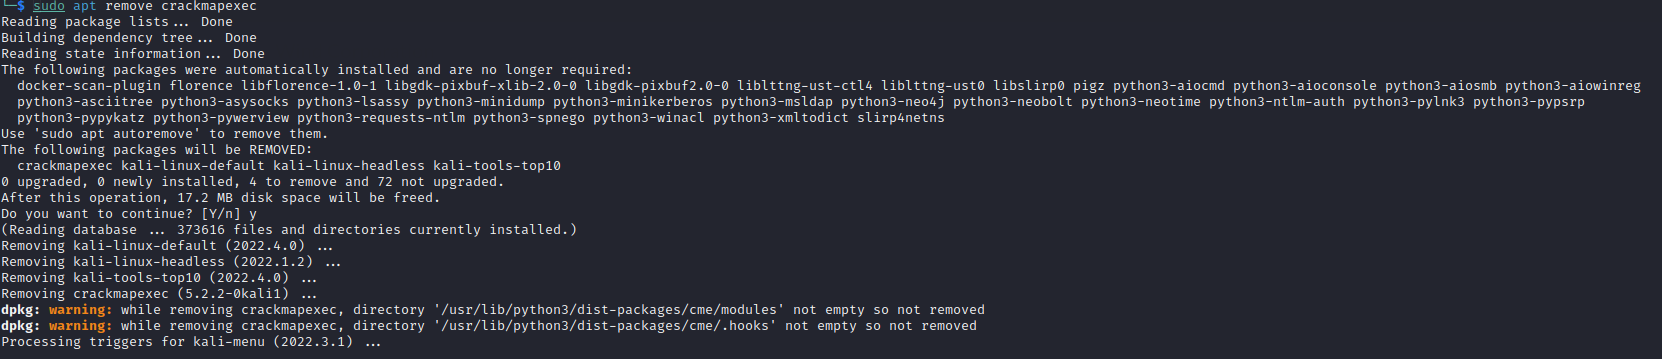 └─$ sudo apt remove crackmapexec
Reading package lists... Done
Building dependency tree... Done
Reading state information... Done
The following packages were automatically installed and are no longer required:
  docker-scan-plugin florence libflorence-1.0-1 libgdk-pixbuf-xlib-2.0-0 libgdk-pixbuf2.0-0 liblttng-ust-ctl4 liblttng-ust0 libslirp0 pigz python3-aiocmd python3-aioconsole python3-aiosmb python3-aiowinreg
  python3-asciitree python3-asysocks python3-lsassy python3-minidump python3-minikerberos python3-msldap python3-neo4j python3-neobolt python3-neotime python3-ntlm-auth python3-pylnk3 python3-pypsrp
  python3-pypykatz python3-pywerview python3-requests-ntlm python3-spnego python3-winacl python3-xmltodict slirp4netns
Use 'sudo apt autoremove' to remove them.
The following packages will be REMOVED:
  crackmapexec kali-linux-default kali-linux-headless kali-tools-top10
0 upgraded, 0 newly installed, 4 to remove and 72 not upgraded.
After this operation, 17.2 MB disk space will be freed.
Do you want to continue? [Y/n] y
(Reading database ... 373616 files and directories currently installed.)
Removing kali-linux-default (2022.4.0) ...
Removing kali-linux-headless (2022.1.2) ...
Removing kali-tools-top10 (2022.4.0) ...
Removing crackmapexec (5.2.2-0kali1) ...
dpkg: warning: while removing crackmapexec, directory '/usr/lib/python3/dist-packages/cme/modules' not empty so not removed
dpkg: warning: while removing crackmapexec, directory '/usr/lib/python3/dist-packages/cme/.hooks' not empty so not removed
Processing triggers for kali-menu (2022.3.1) ...